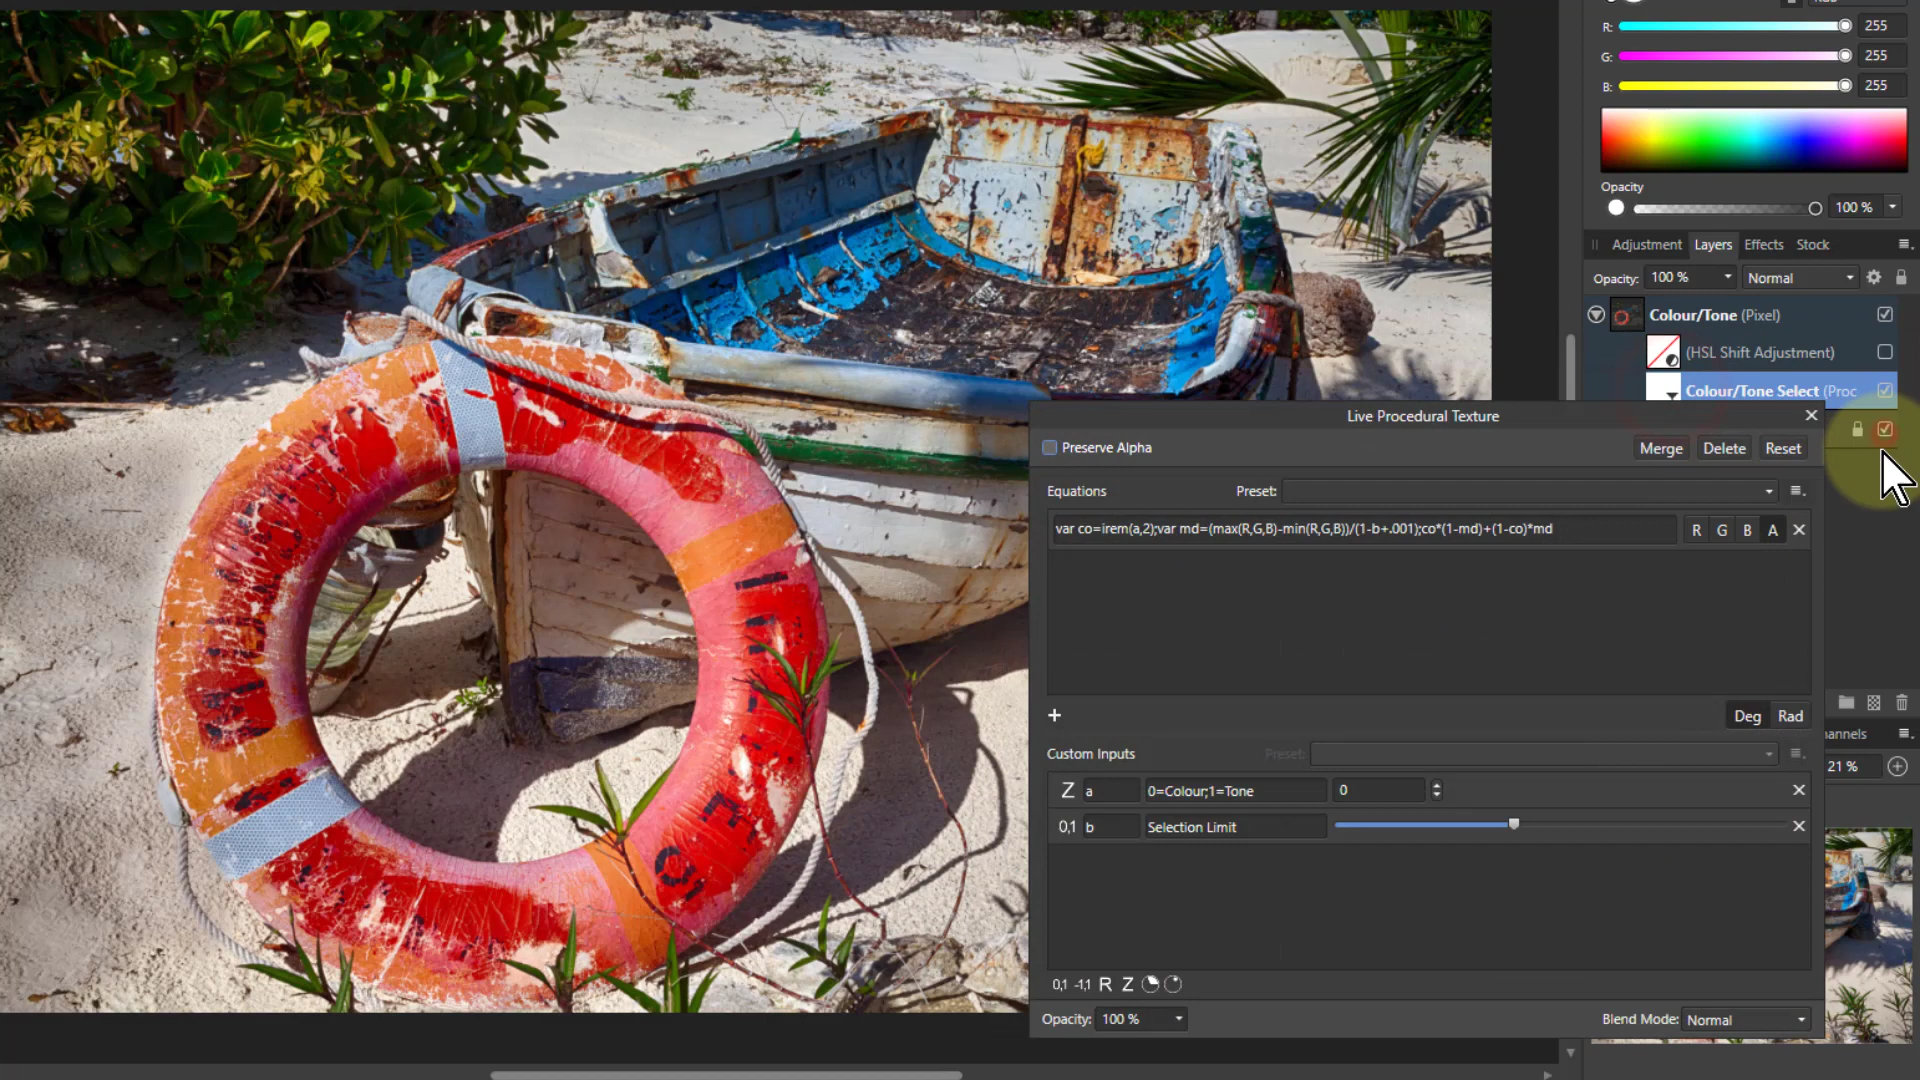 R: 255
G: 255
B: 255
Opacity
100 %
Adjustment Layers Effects Stock
Opacity: 100 % Normal
Colour/Tone (Pixel)
(HSL Shift Adjustment)
Colour/Tone Select (Proc
Live Procedural Texture
Preserve Alpha Merge Delete Reset
Equations Preset:
var co=irem(a,2);var md=(max(R,G,B)-min(R,G,B))/(1-b+.001);co*(1-md)+(1-co)*md R G B A
Deg Rad
annels
Custom Inputs Preset:
21 %
Z a 0=Colour;1=Tone 0
0,1 b Selection Limit
0,1 -1,1 R Z
Opacity: 100 % Blend Mode: Normal